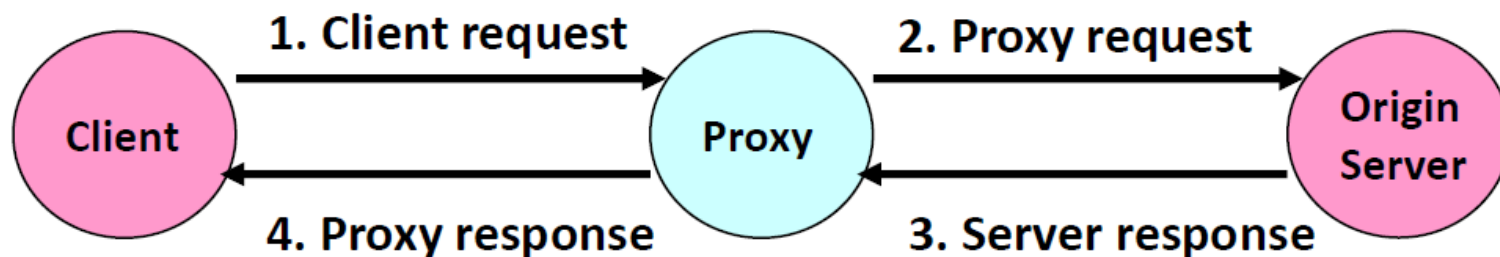 1. Client request
2. Proxy request
Client
Proxy
Origin
Server
4. Proxy response
3. Server response